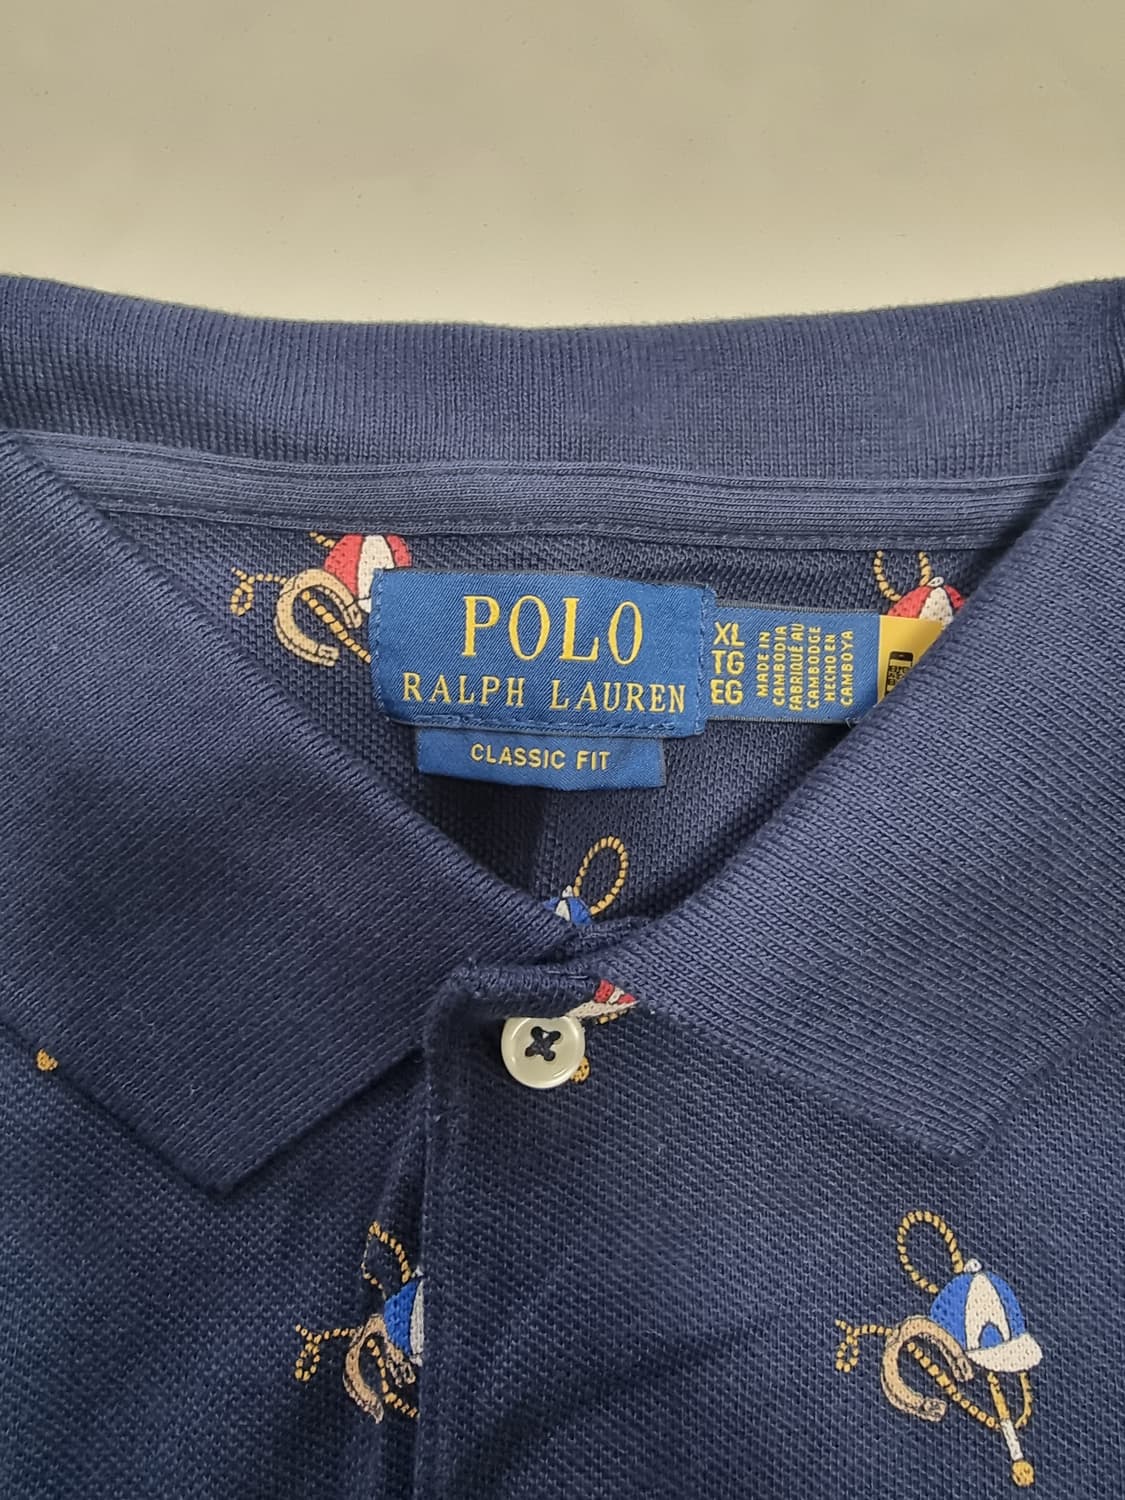 POLO
RALPH LAUREN
CLASSIC FIT
XL
TG
EG
MADE IN
CAMBODIA
FABRIQUÉ AU
CAMBODGE
HECHO EN
CAMBOYA